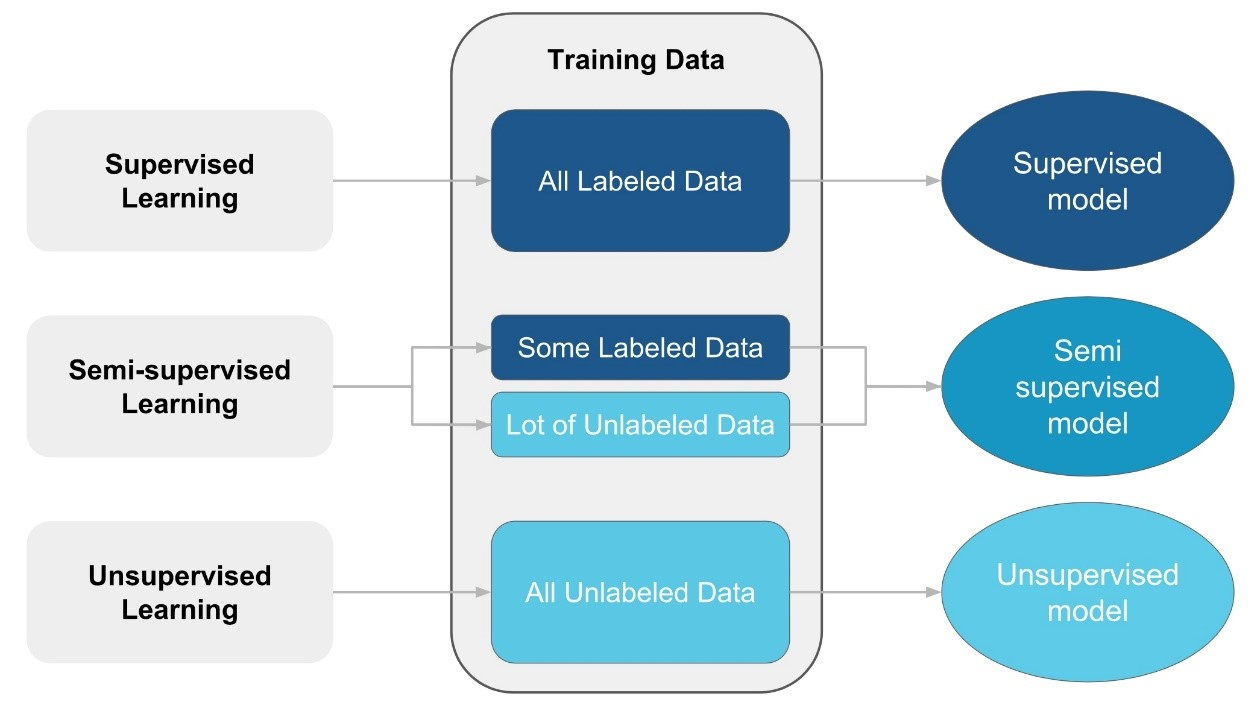 Training Data
Supervised
Learning
All Labeled Data
Supervised
model
Semi-supervised
Learning
Some Labeled Data
Lot of Unlabeled Data
Semi
supervised
model
Unsupervised
Learning
All Unlabeled Data
Unsupervised
model